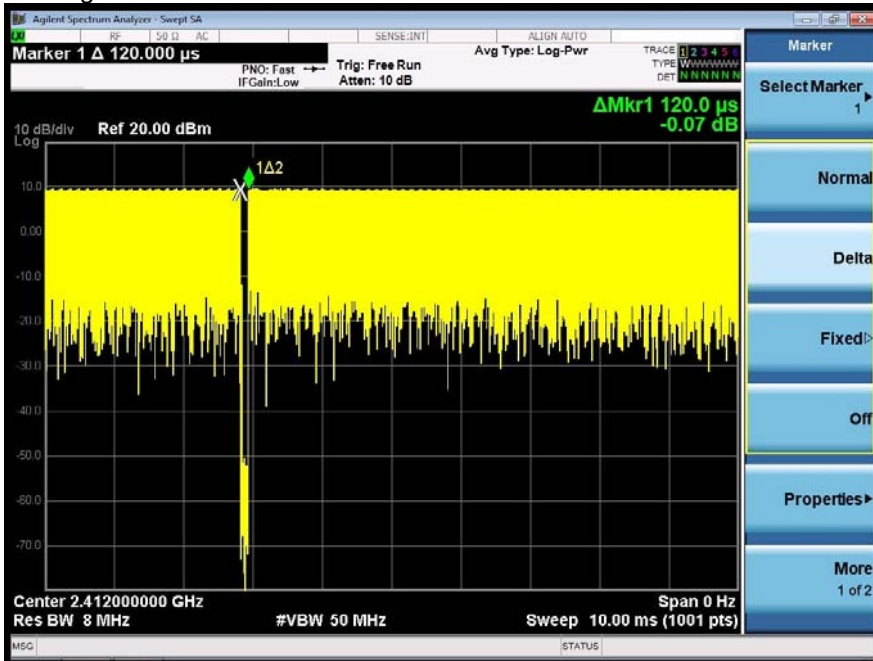 Agilent Spectrum Analyzer - Swept SA
RF 50 Ω AC SENSE:INT ALIGN AUTO
Marker 1 Δ 120.000 µs
PNO: Fast
IFGain:Low
Trig: Free Run
Atten: 10 dB
Avg Type: Log-Pwr
TRACE 1 2 3 4 5 6
TYPE W
DET N N N N N N
ΔMkr1 120.0 µs
-0.07 dB
10 dB/div
Log
Ref 20.00 dBm
1Δ2
10.0
0.00
-10.0
-20.0
-30.0
-40.0
-50.0
-60.0
-70.0
Center 2.412000000 GHz
Span 0 Hz
Res BW 8 MHz
#VBW 50 MHz
Sweep 10.00 ms (1001 pts)
MSG
STATUS
Marker
Select Marker
1
Normal
Delta
Fixed
Off
Properties
More
1 of 2